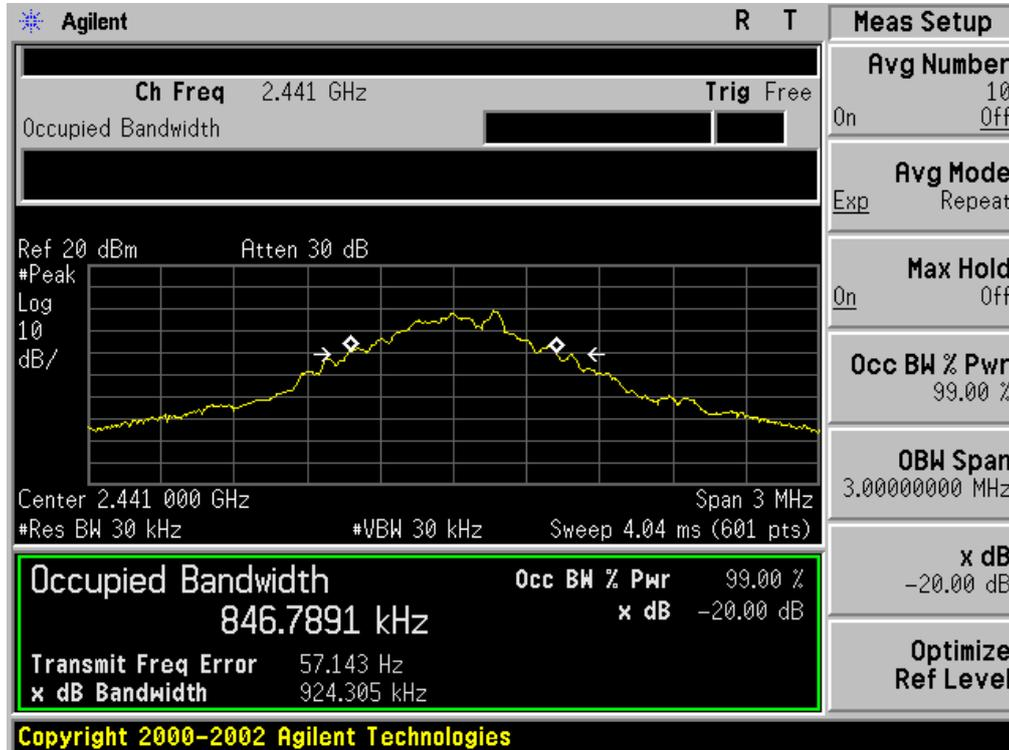 Agilent R T
Ch Freq 2.441 GHz Trig Free
Occupied Bandwidth
Ref 20 dBm Atten 30 dB
#Peak
Log
10
dB/
Center 2.441 000 GHz Span 3 MHz
#Res BW 30 kHz #VBW 30 kHz Sweep 4.04 ms (601 pts)
Occupied Bandwidth Occ BW % Pwr 99.00 %
846.7891 kHz x dB -20.00 dB
Transmit Freq Error 57.143 Hz
x dB Bandwidth 924.305 kHz
Copyright 2000-2002 Agilent Technologies
Meas Setup
Avg Number
10
On Off
Avg Mode
Exp Repeat
Max Hold
On Off
Occ BW % Pwr
99.00 %
OBW Span
3.00000000 MHz
x dB
-20.00 dB
Optimize
Ref Level